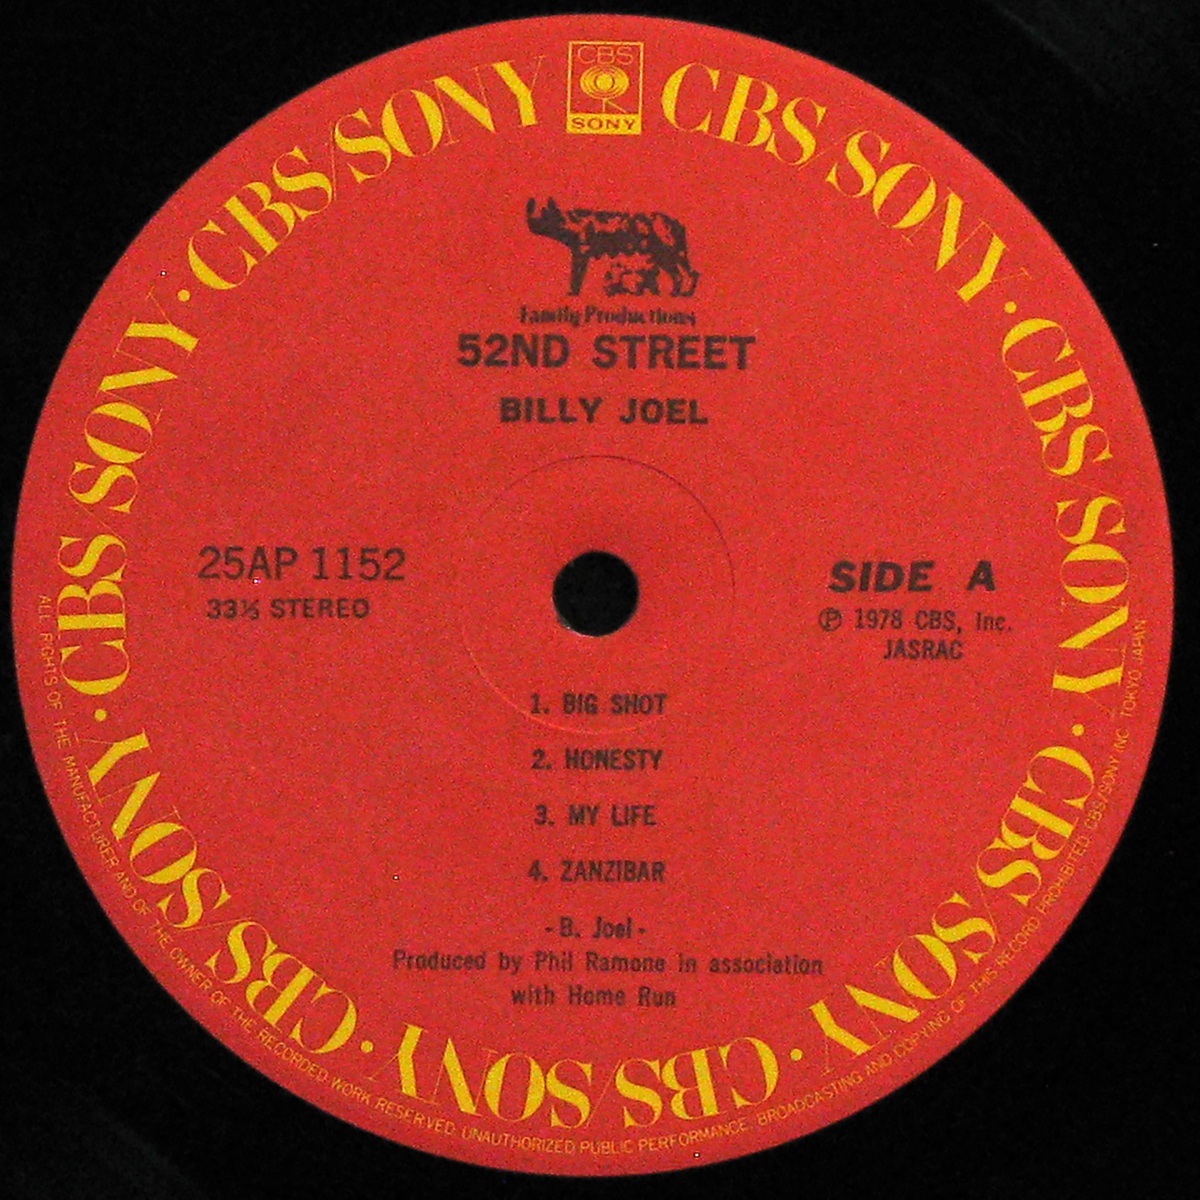 CBS
SONY
CBS/SONY · CBS/SONY · CBS/SONY · CBS/SONY · CBS/SONY · CBS/SONY · CBS/SONY · CBS/SONY
Family Productions
52ND STREET
BILLY JOEL
25AP 1152
33⅓ STEREO
SIDE A
℗ 1978 CBS, Inc.
JASRAC
1. BIG SHOT
2. HONESTY
3. MY LIFE
4. ZANZIBAR
- B. Joel -
Produced by Phil Ramone in association
with Home Run
ALL RIGHTS OF THE MANUFACTURER AND OF THE OWNER OF THE RECORDED WORK RESERVED. UNAUTHORIZED PUBLIC PERFORMANCE, BROADCASTING AND COPYING OF THIS RECORD PROHIBITED. CBS/SONY INC. TOKYO JAPAN